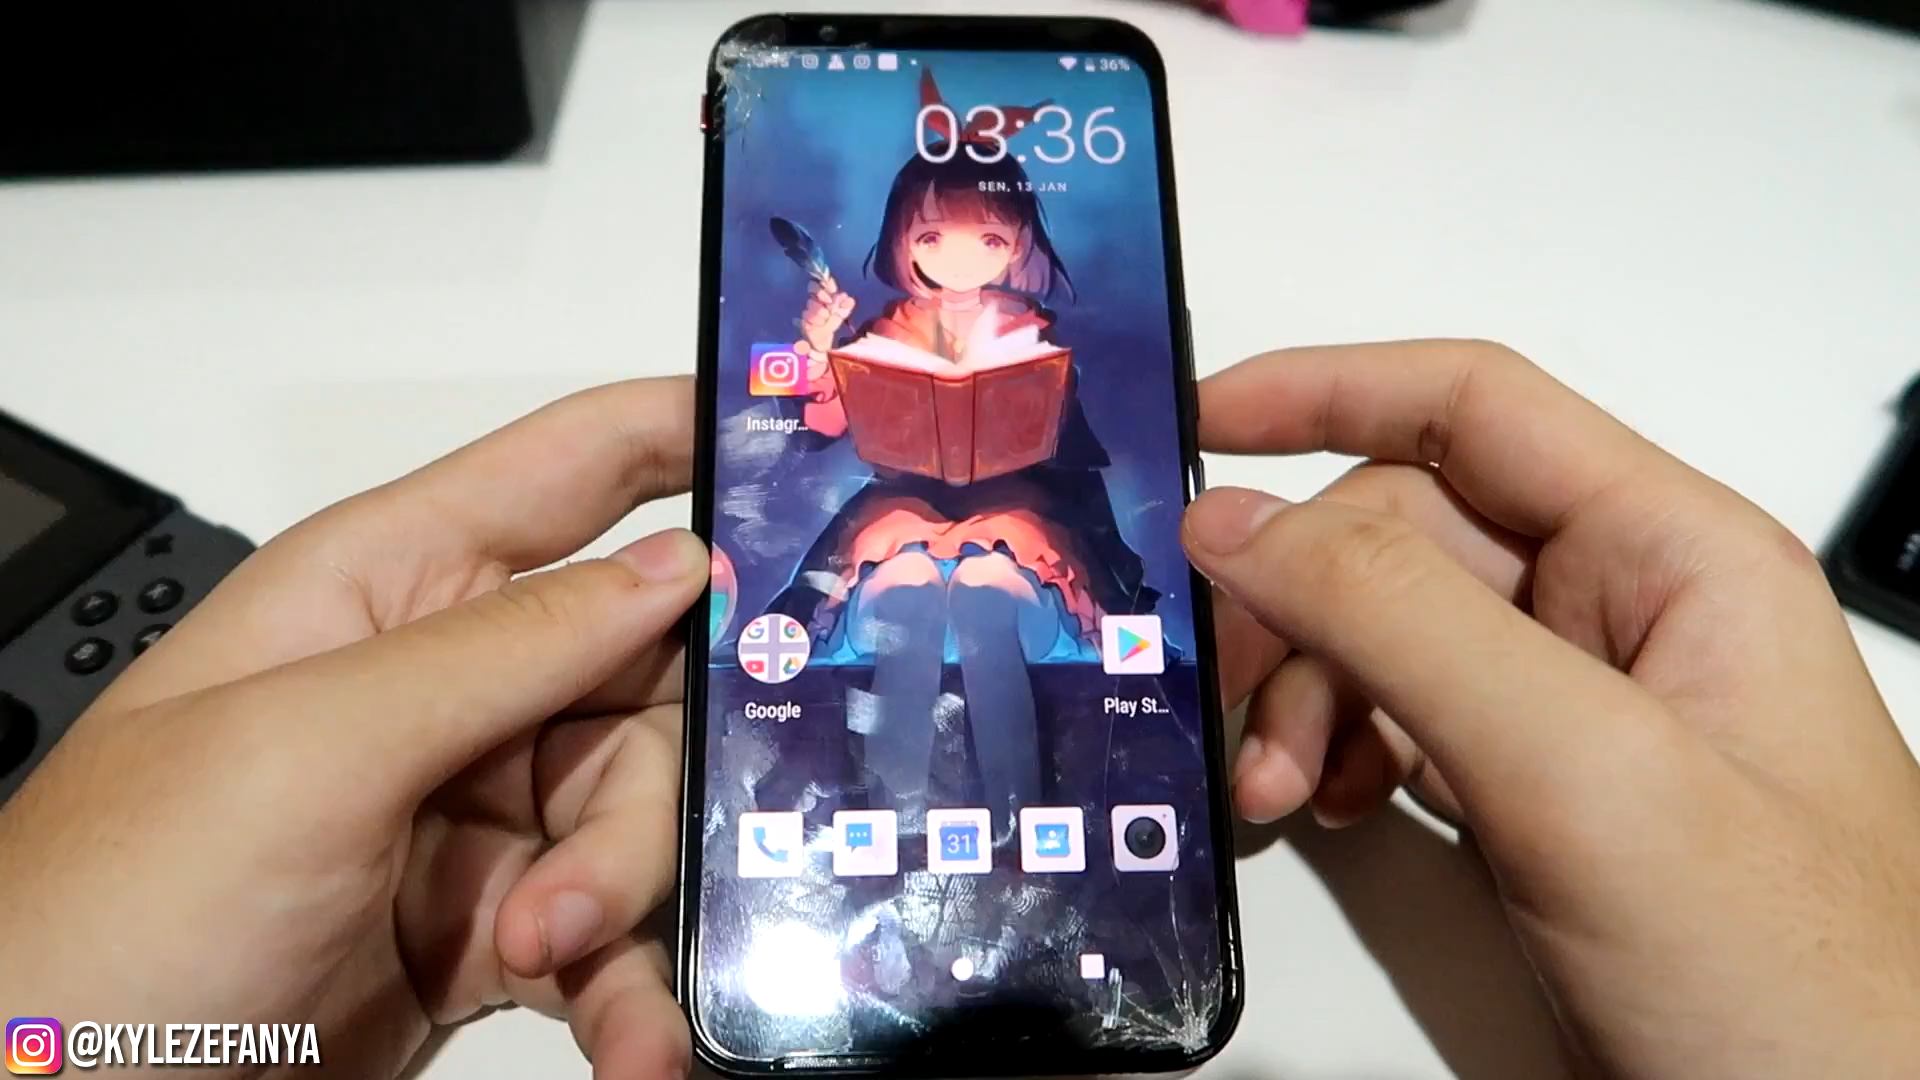 36%
03:36
SEN, 13 JAN
Instagr...
Google
Play St...
31
@KYLEZEFANYA